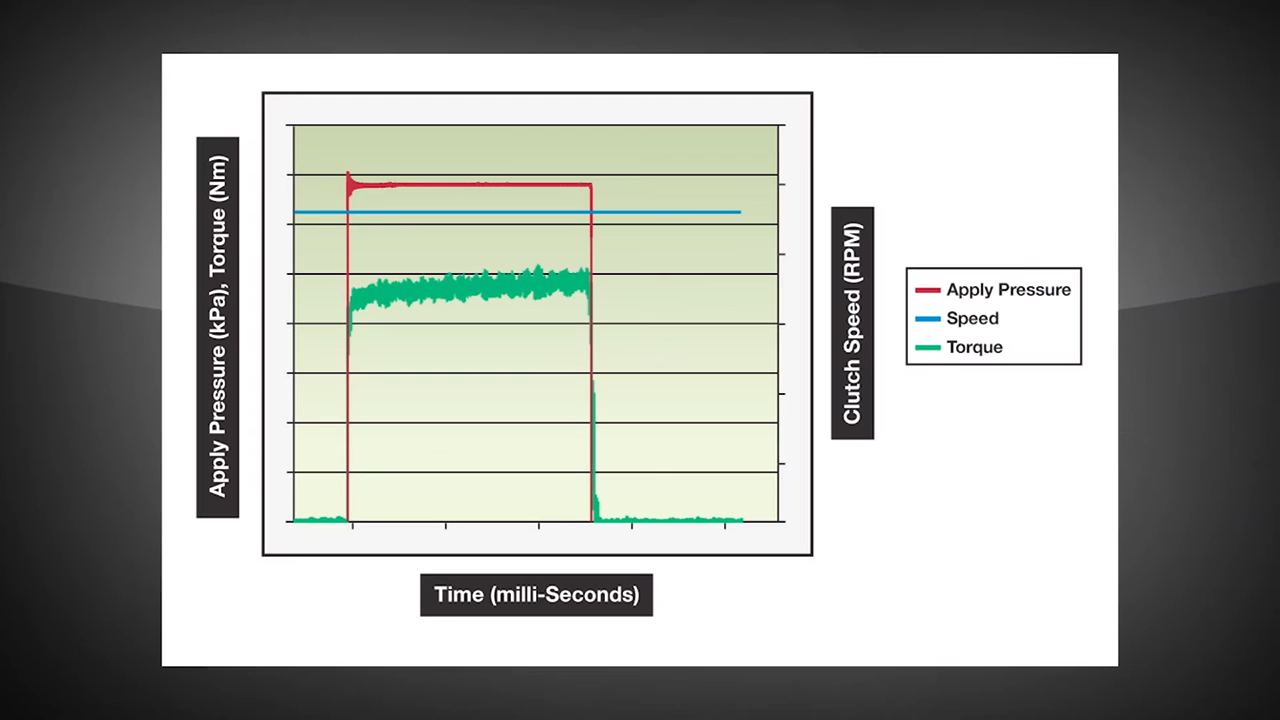 Apply Pressure (kPa), Torque (Nm)
Clutch Speed (RPM)
Apply Pressure
Speed
Torque
Time (milli-Seconds)